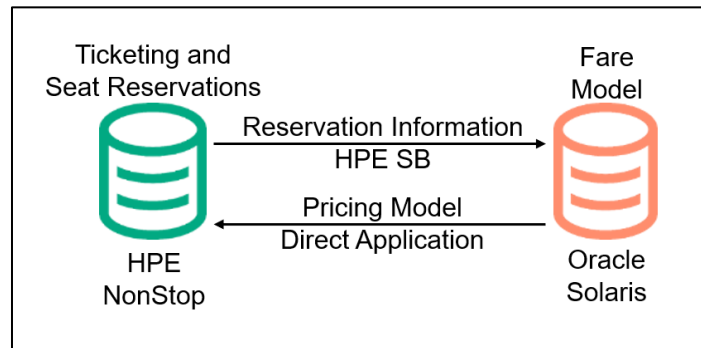 Ticketing and
Seat Reservations
Fare
Model
Reservation Information
HPE SB
Pricing Model
Direct Application
HPE
NonStop
Oracle
Solaris